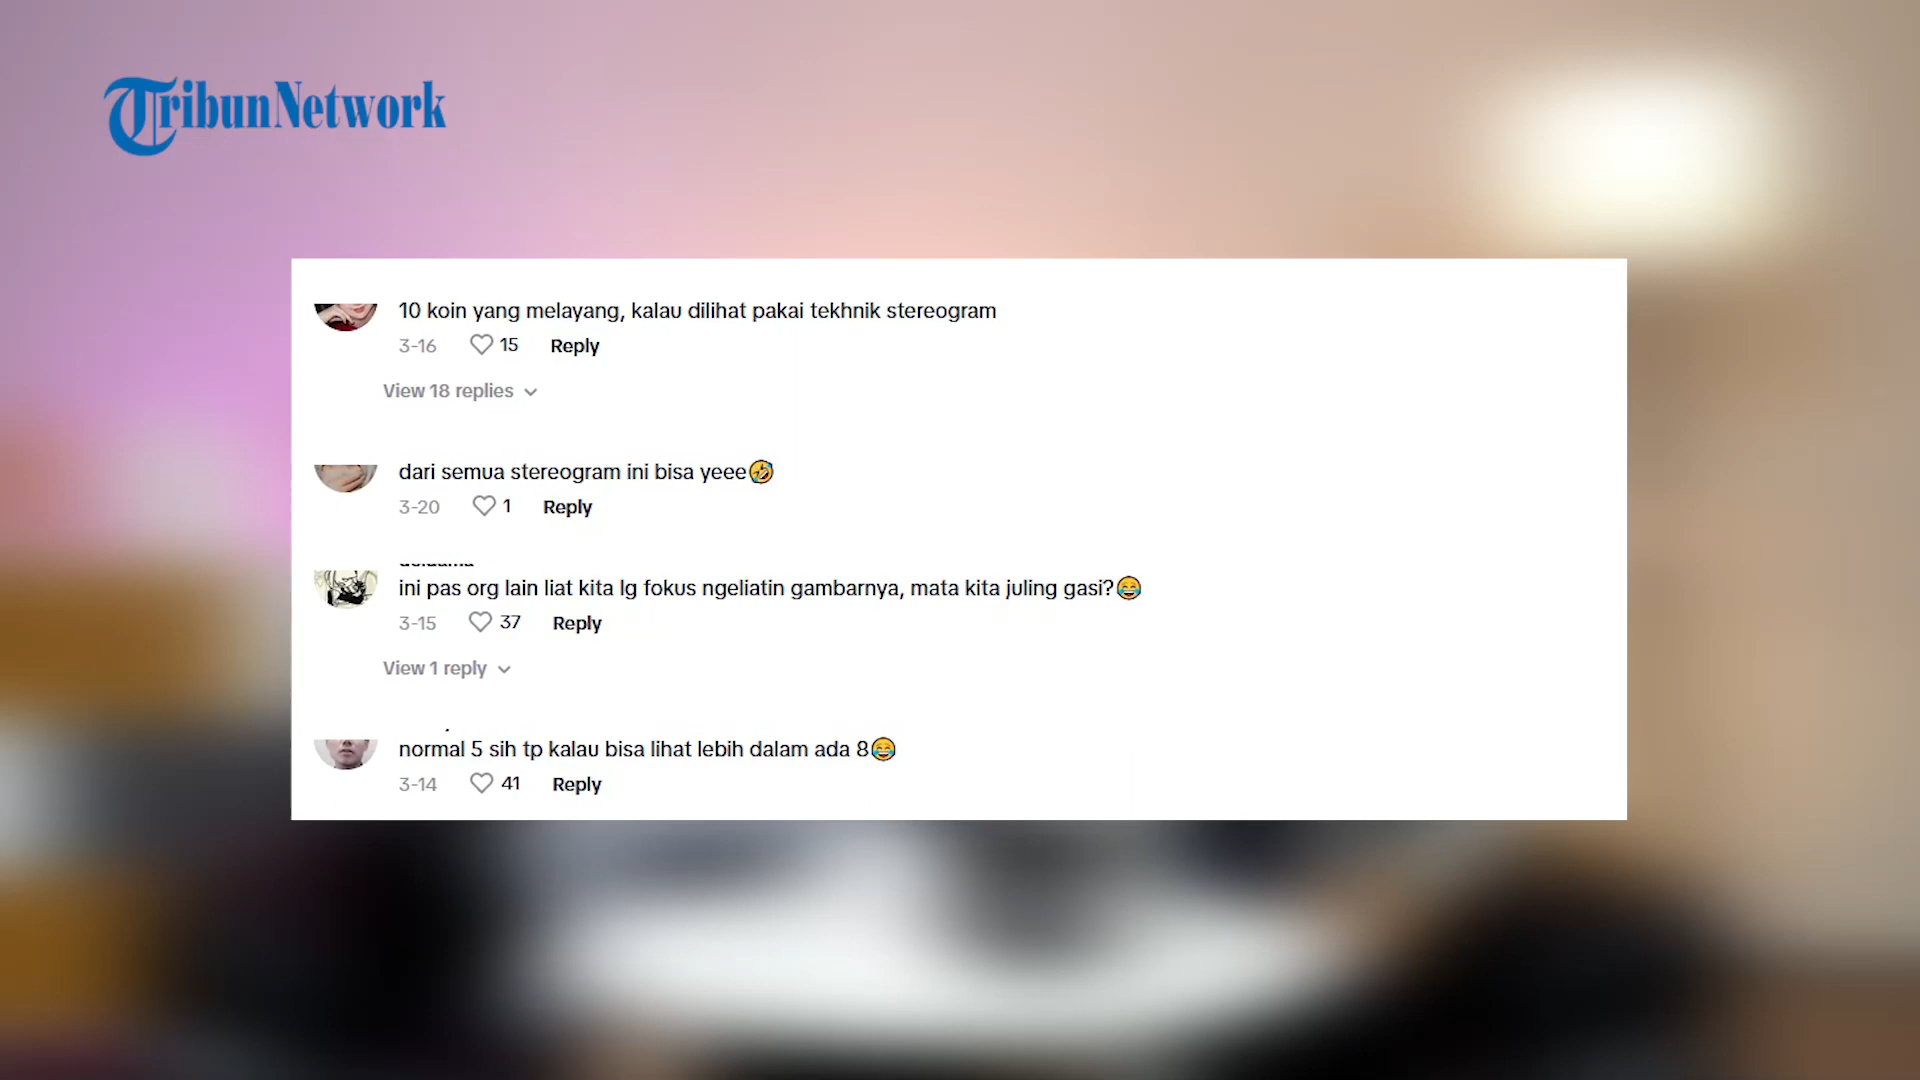 TribunNetwork
10 koin yang melayang, kalau dilihat pakai tekhnik stereogram
3-16 15 Reply
View 18 replies
dari semua stereogram ini bisa yeee🤣
3-20 1 Reply
ini pas org lain liat kita lg fokus ngeliatin gambarnya, mata kita juling gasi?😂
3-15 37 Reply
View 1 reply
normal 5 sih tp kalau bisa lihat lebih dalam ada 8😂
3-14 41 Reply